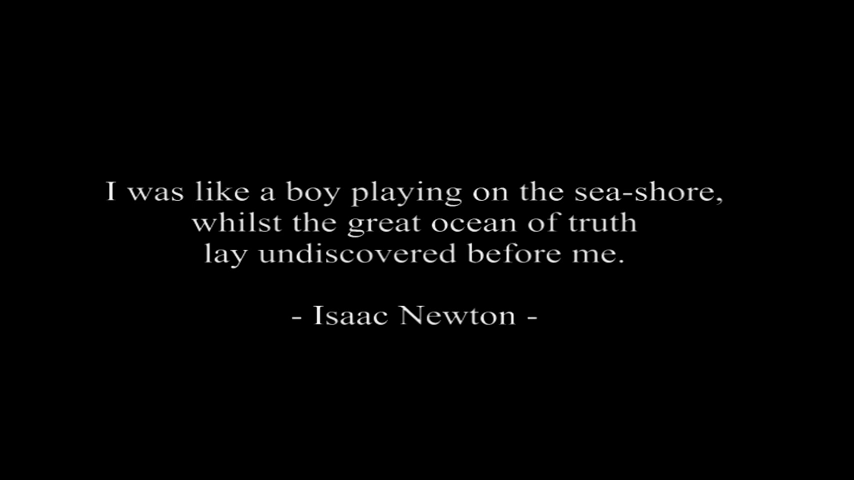 I was like a boy playing on the sea-shore,
whilst the great ocean of truth
lay undiscovered before me.
- Isaac Newton -